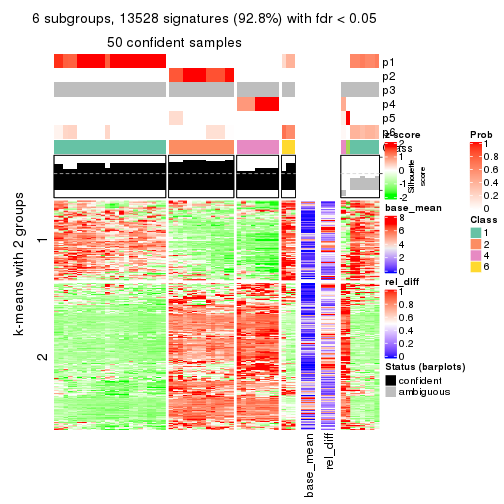 6 subgroups, 13528 signatures (92.8%) with fdr < 0.05
50 confident samples
p1
p2
p3
p4
p5
p6
Class
z-score
2
1
0
-1
-2
Silhouette
score
base_mean
8
6
4
2
0
rel_diff
1
0.8
0.6
0.4
0.2
0
Status (barplots)
confident
ambiguous
Prob
1
0.8
0.6
0.4
0.2
0
Class
1
2
4
6
k-means with 2 groups
1
2
base_mean
rel_diff